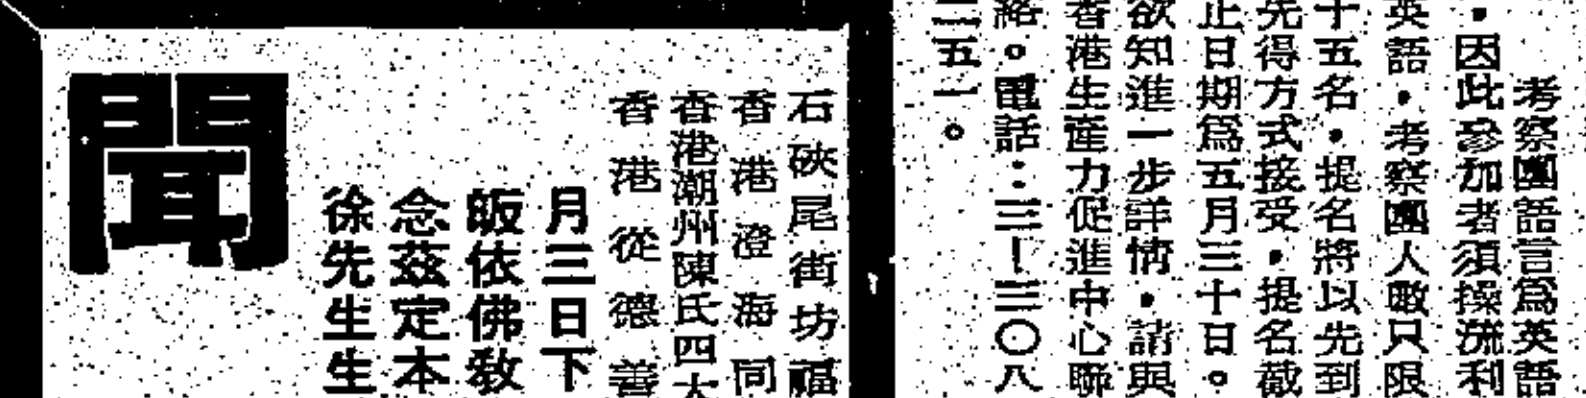 考察團語言爲英語
，因此參加者須操流利
英語，考察團人數只限
十五名，提名將以先到
先得方式接受，提名截
止日期爲五月三十日。
欲知進一步詳情，請與
香港生產力促進中心聯
絡。電話：三—三〇八
二五一。
石硤尾街坊福
香港澄海同
香港潮州陳氏四大
香港從德善
月三日下
皈依佛教
念茲定本
徐先生生
聞